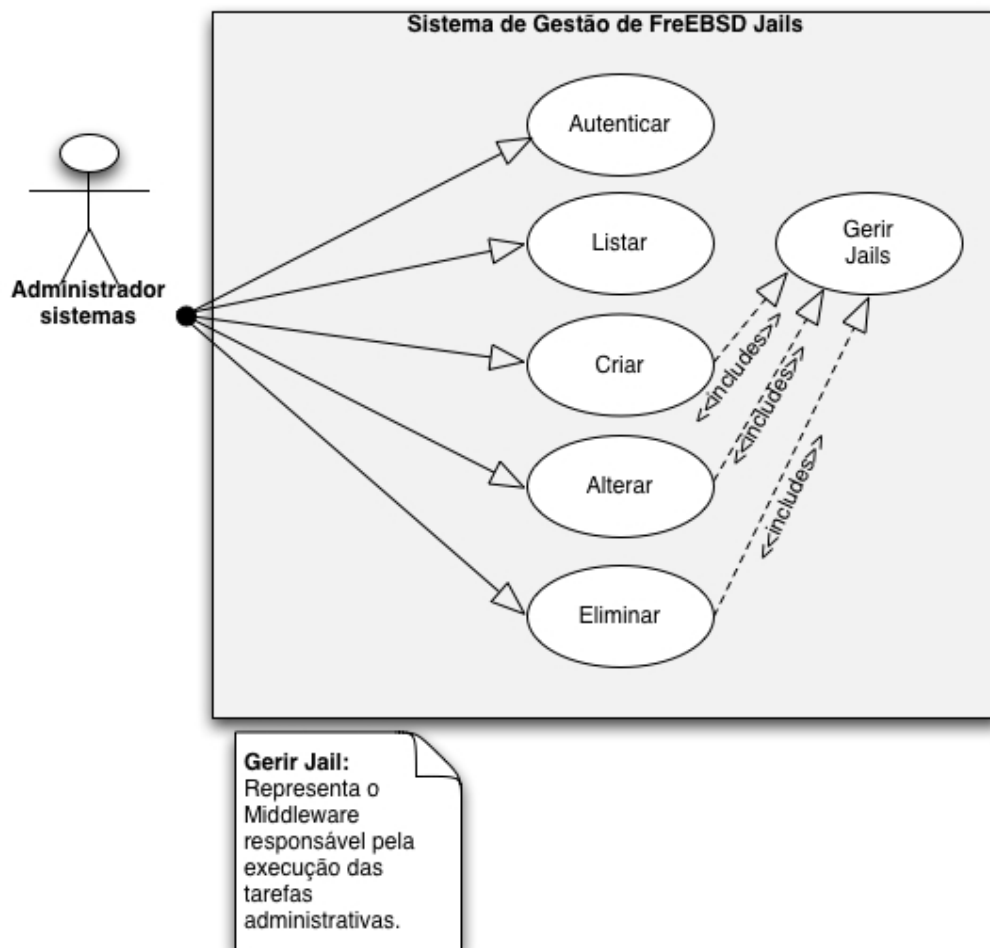 Sistema de Gestão de FreEBSD Jails
Autenticar
Listar
Gerir
Jails
Administrador
sistemas
Criar
<<includes>>
<<includes>>
Alterar
<<includes>>
Eliminar
Gerir Jail:
Representa o
Middleware
responsável pela
execução das
tarefas
administrativas.